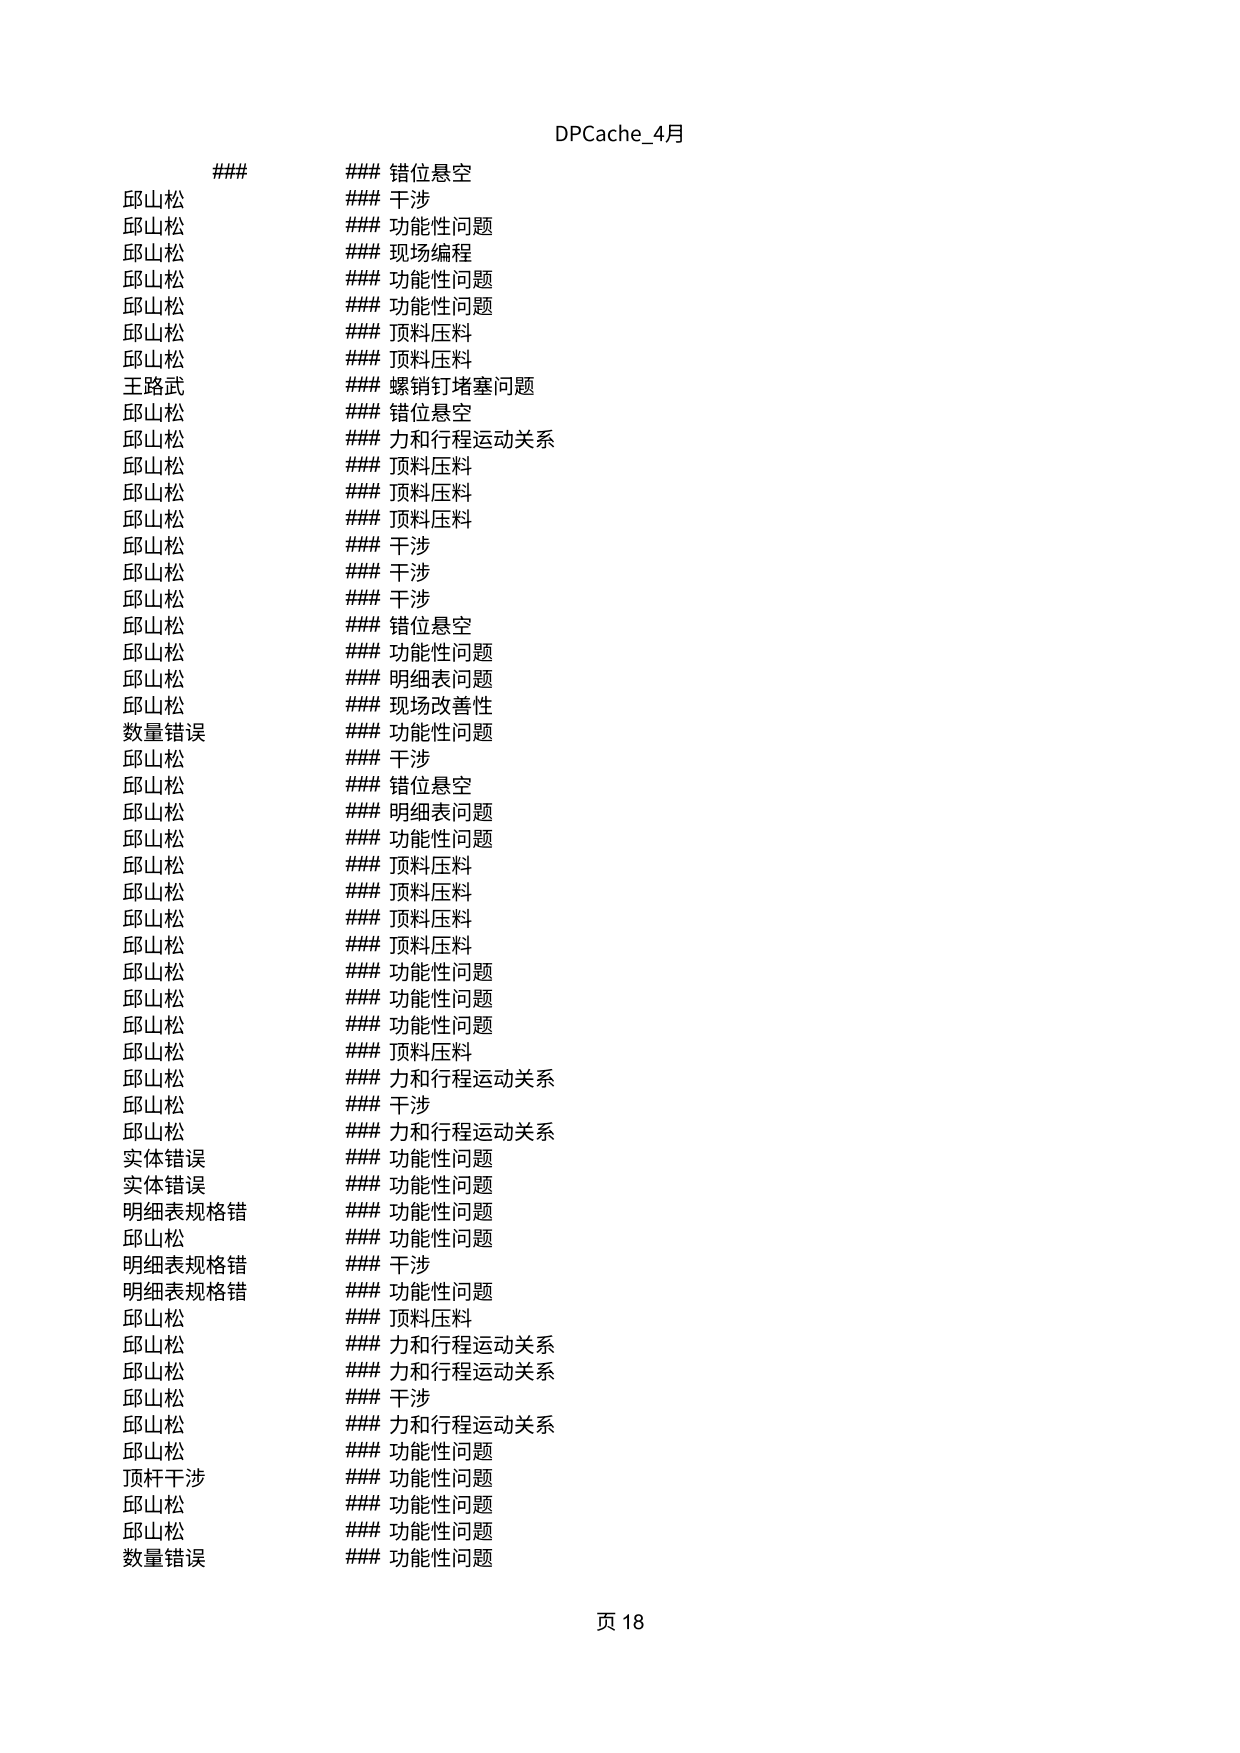 DPCache_4月
### ### 错位悬空
邱山松 ### 干涉
邱山松 ### 功能性问题
邱山松 ### 现场编程
邱山松 ### 功能性问题
邱山松 ### 功能性问题
邱山松 ### 顶料压料
邱山松 ### 顶料压料
王路武 ### 螺销钉堵塞问题
邱山松 ### 错位悬空
邱山松 ### 力和行程运动关系
邱山松 ### 顶料压料
邱山松 ### 顶料压料
邱山松 ### 顶料压料
邱山松 ### 干涉
邱山松 ### 干涉
邱山松 ### 干涉
邱山松 ### 错位悬空
邱山松 ### 功能性问题
邱山松 ### 明细表问题
邱山松 ### 现场改善性
数量错误 ### 功能性问题
邱山松 ### 干涉
邱山松 ### 错位悬空
邱山松 ### 明细表问题
邱山松 ### 功能性问题
邱山松 ### 顶料压料
邱山松 ### 顶料压料
邱山松 ### 顶料压料
邱山松 ### 顶料压料
邱山松 ### 功能性问题
邱山松 ### 功能性问题
邱山松 ### 功能性问题
邱山松 ### 顶料压料
邱山松 ### 力和行程运动关系
邱山松 ### 干涉
邱山松 ### 力和行程运动关系
实体错误 ### 功能性问题
实体错误 ### 功能性问题
明细表规格错 ### 功能性问题
邱山松 ### 功能性问题
明细表规格错 ### 干涉
明细表规格错 ### 功能性问题
邱山松 ### 顶料压料
邱山松 ### 力和行程运动关系
邱山松 ### 力和行程运动关系
邱山松 ### 干涉
邱山松 ### 力和行程运动关系
邱山松 ### 功能性问题
顶杆干涉 ### 功能性问题
邱山松 ### 功能性问题
邱山松 ### 功能性问题
数量错误 ### 功能性问题
页 18